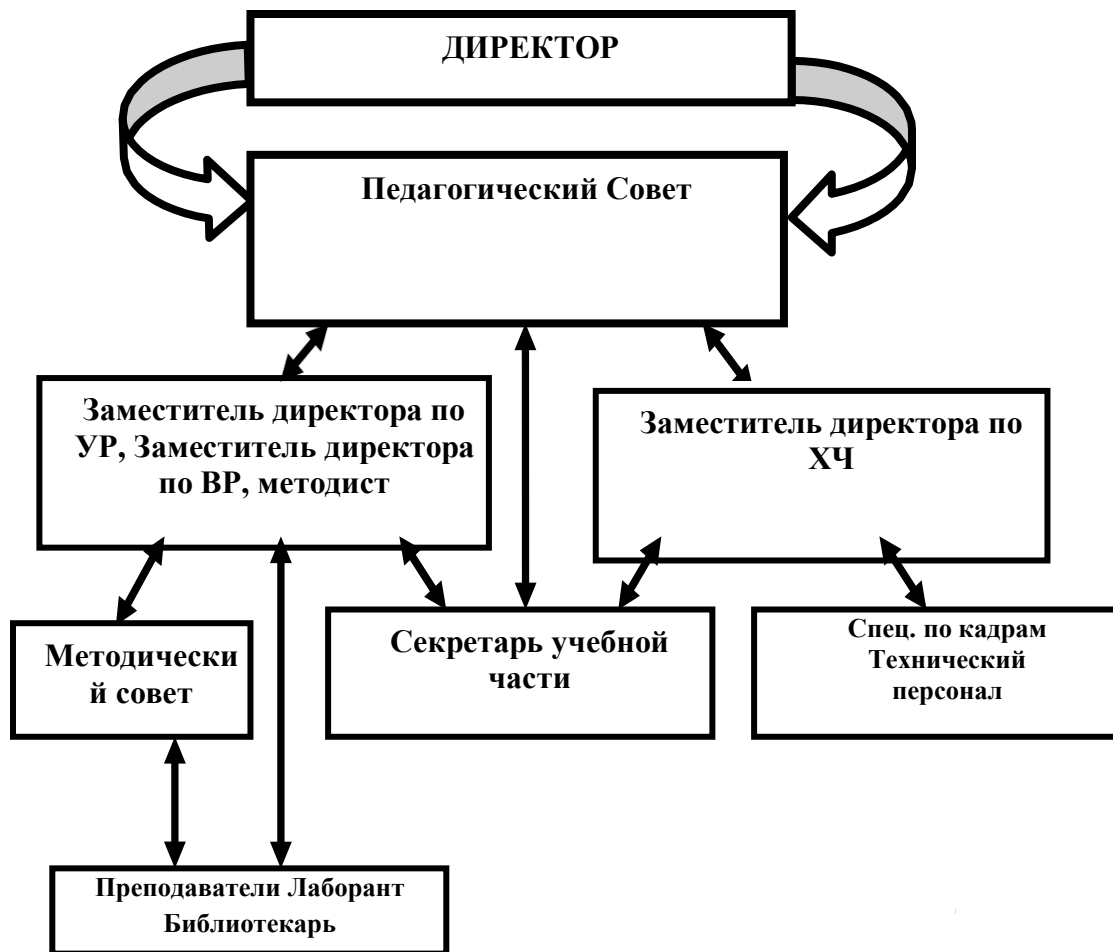 ДИРЕКТОР
Педагогический Совет
Заместитель директора по
УР, Заместитель директора
по ВР, методист
Заместитель директора по
ХЧ
Методически
й совет
Секретарь учебной
части
Спец. по кадрам
Технический
персонал
Преподаватели Лаборант
Библиотекарь